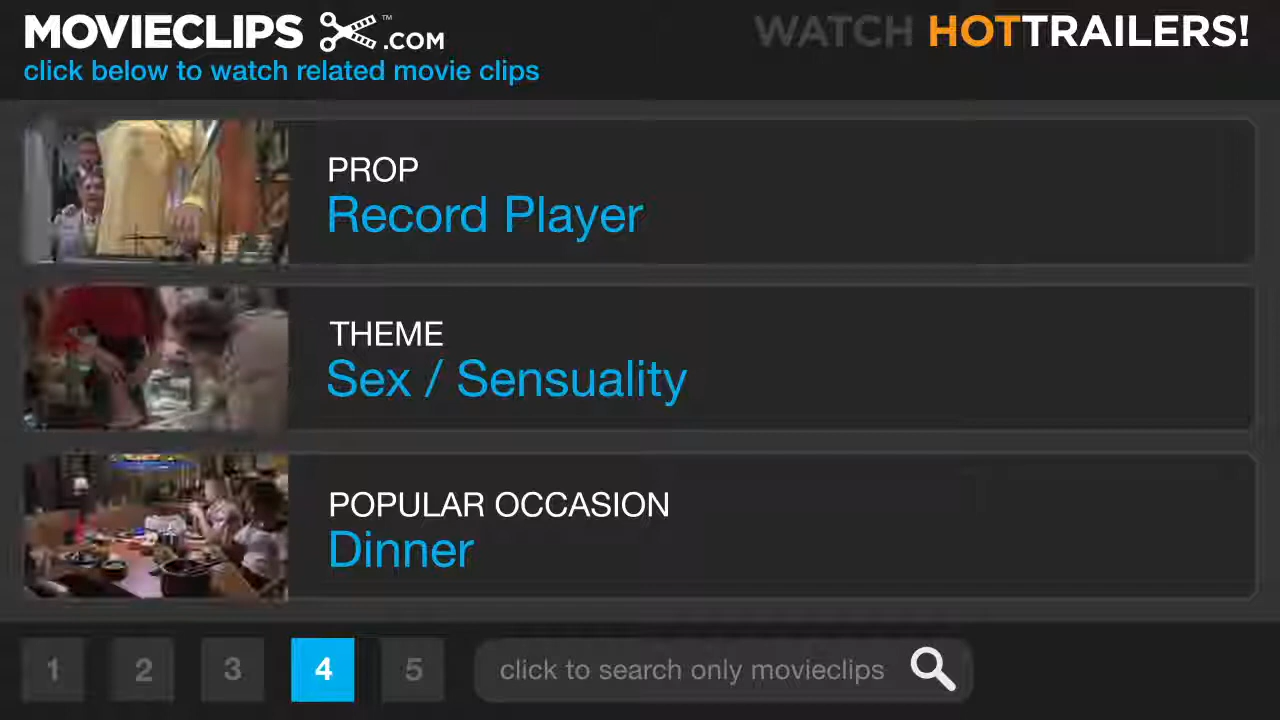 MOVIECLIPS™.COM
WATCH HOTTRAILERS!
click below to watch related movie clips
PROP
Record Player
THEME
Sex / Sensuality
POPULAR OCCASION
Dinner
1 2 3 4 5
click to search only movieclips